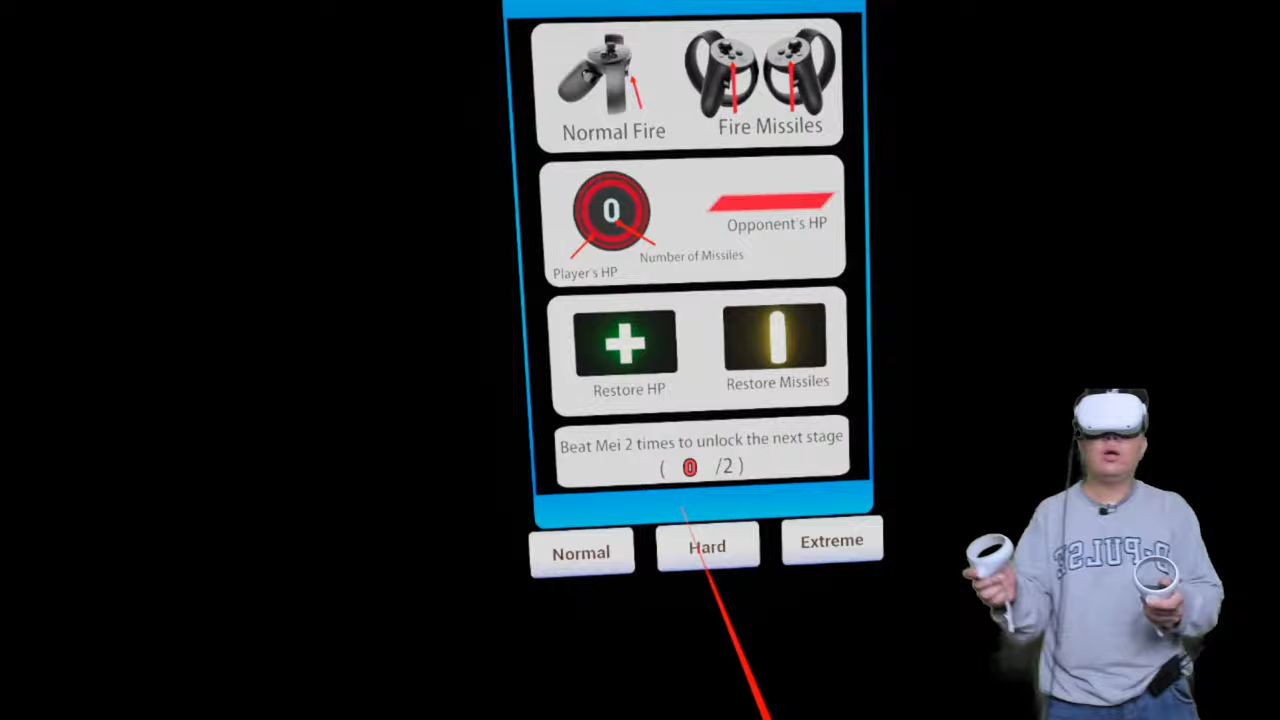 Normal Fire
Fire Missiles
0
Opponent's HP
Number of Missiles
Player's HP
Restore HP
Restore Missiles
Beat Mei 2 times to unlock the next stage
( 0 /2 )
Normal
Hard
Extreme